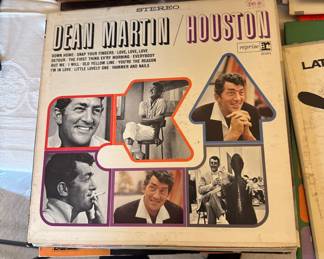 STEREO
DEAN MARTIN/HOUSTON
DOWN HOME · SNAP YOUR FINGERS · LOVE, LOVE, LOVE
DETOUR · THE FIRST THING EV'RY MORNING · EVERYBODY
BUT ME · I WILL · OLD YELLOW LINE · YOU'RE THE REASON
I'M IN LOVE · LITTLE LOVELY ONE · HAMMER AND NAILS
reprise
LAT